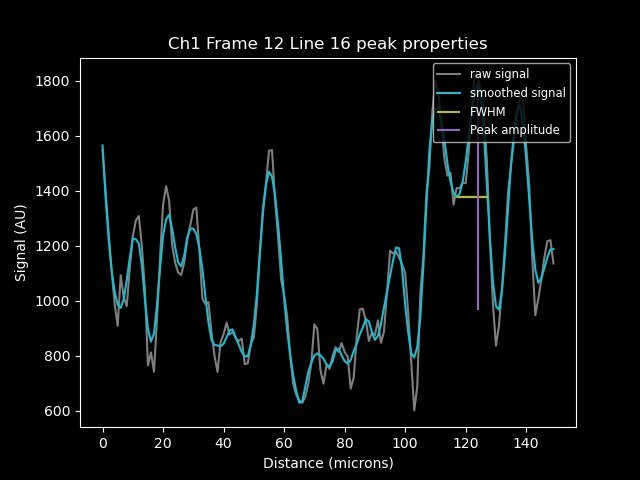 Ch1 Frame 12 Line 16 peak properties
raw signal
smoothed signal
FWHM
Peak amplitude
Signal (AU)
1800
1600
1400
1200
1000
800
600
0 20 40 60 80 100 120 140
Distance (microns)